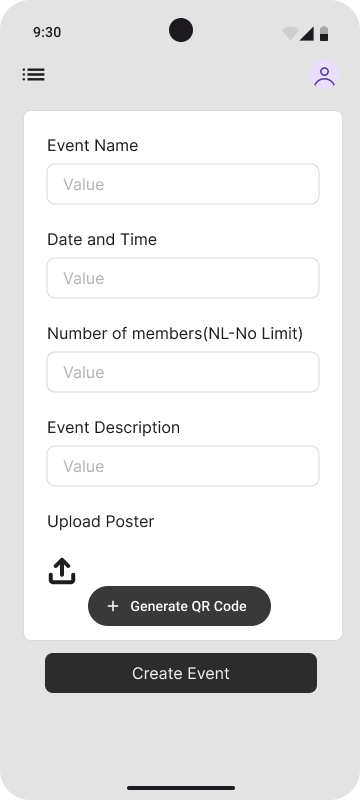 9:30
Event Name
Value
Date and Time
Value
Number of members(NL-No Limit)
Value
Event Description
Value
Upload Poster
Generate QR Code
Create Event